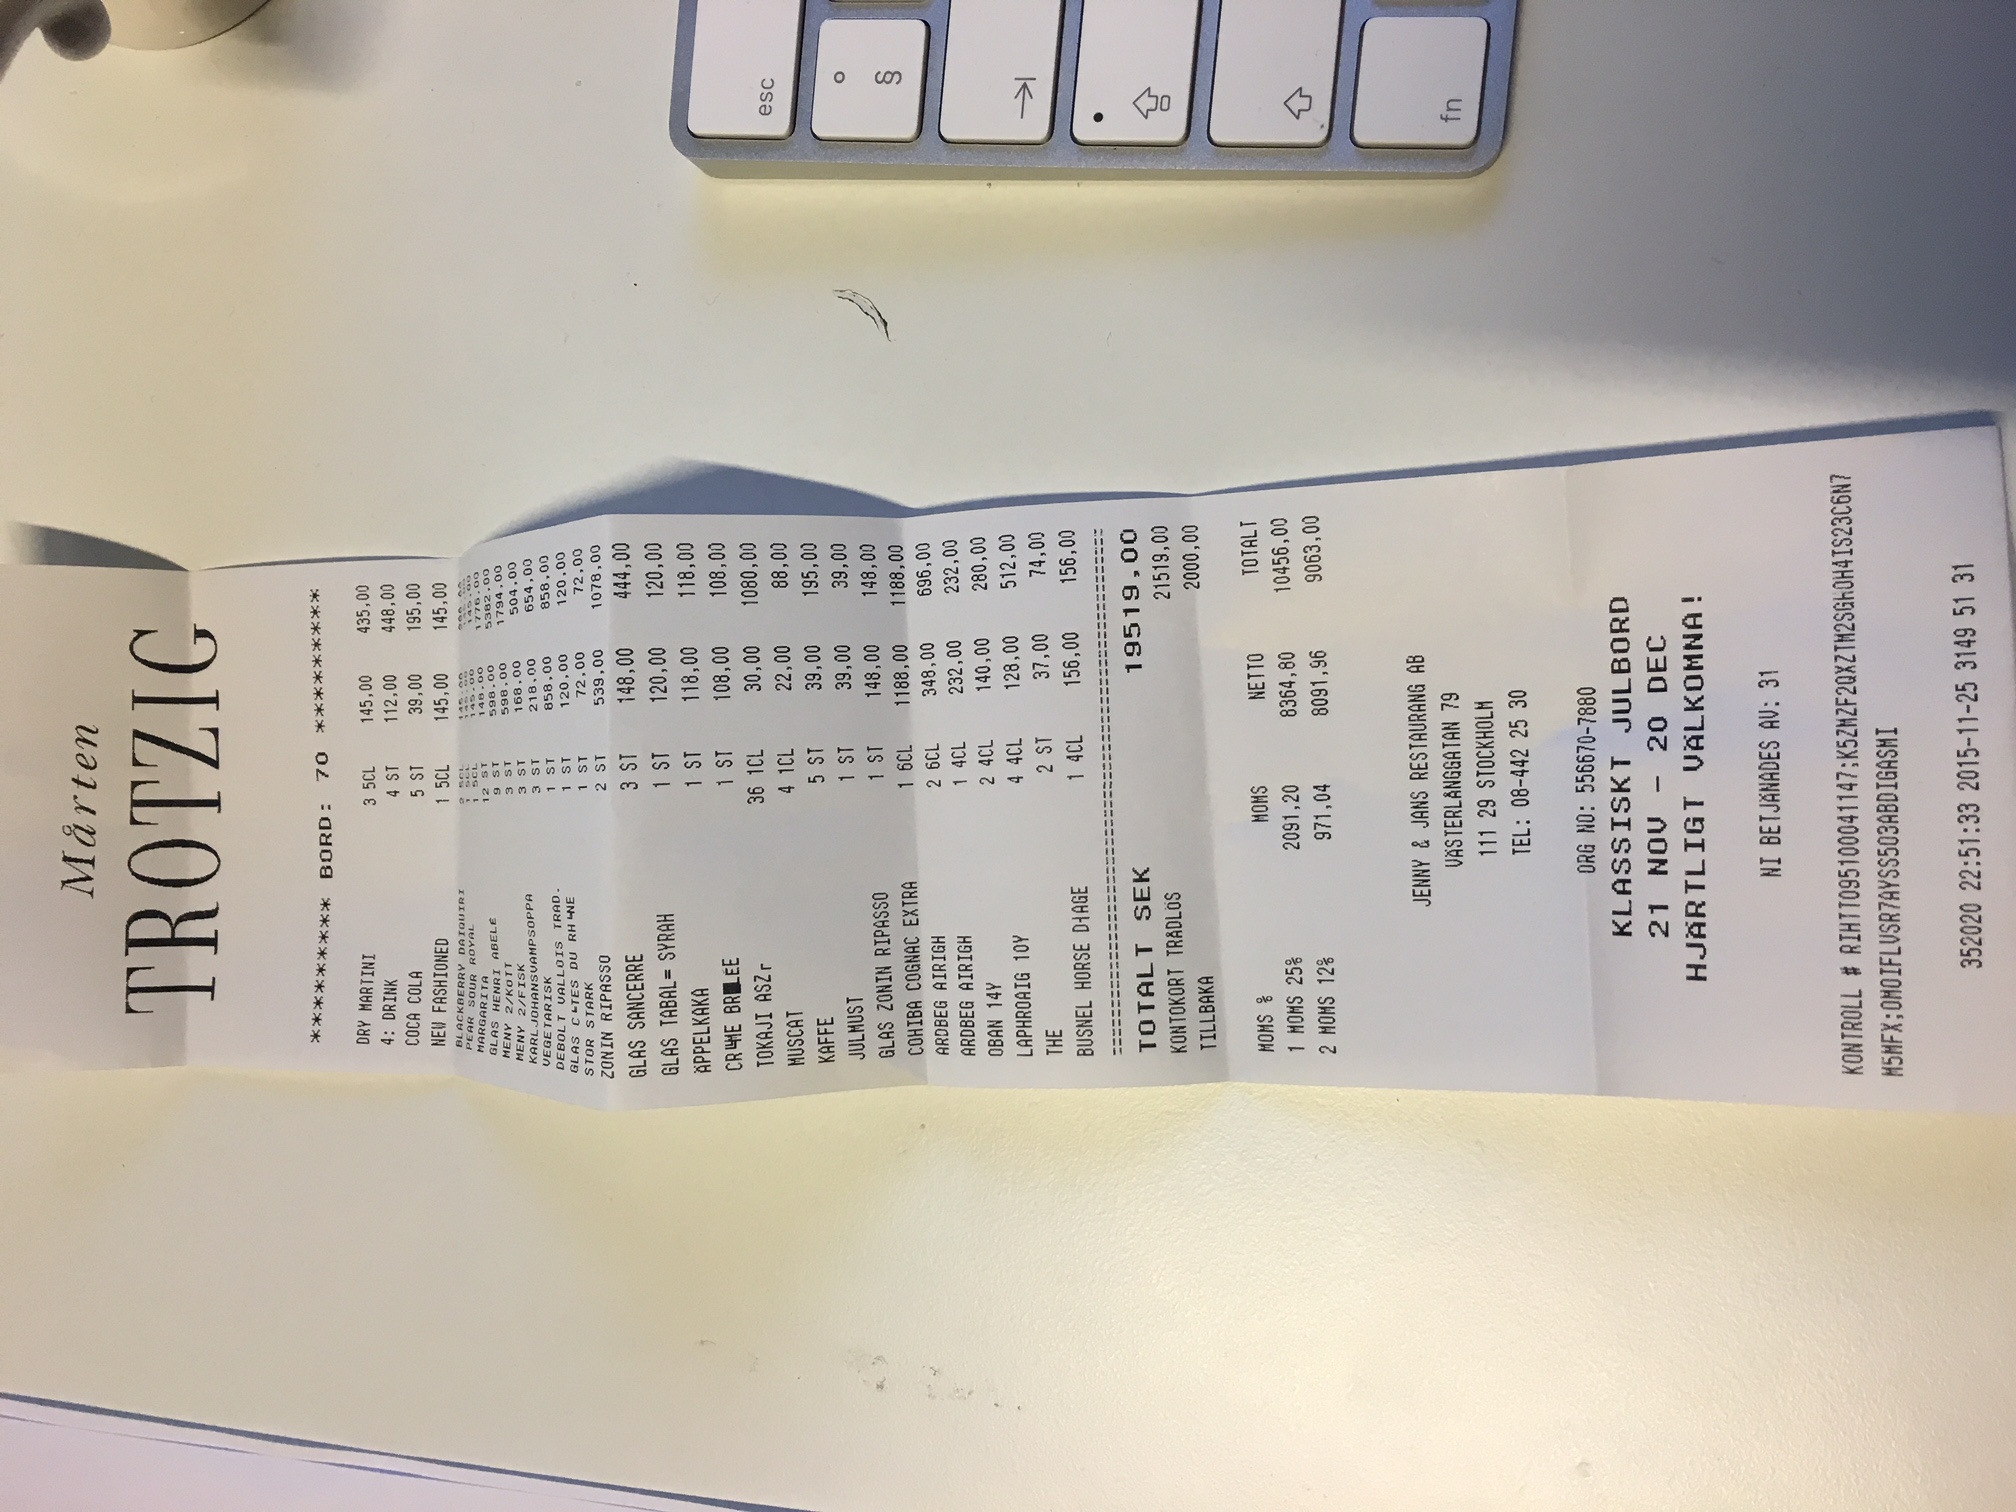 Mårten
TROTZIG
********* BORD: 70 *********
DRY MARTINI 3 5CL 145,00 435,00
4: DRINK 4 ST 112,00 448,00
COCA COLA 5 ST 39,00 195,00
NEW FASHIONED 1 5CL 145,00 145,00
BLACKBERRY DAIQUIRI 2 5CL 145,00 290,00
PEAR SOUR ROYAL 1 5CL 145,00 145,00
MARGARITA 1 5CL 145,00 145,00
GLAS HENRI ABELE 12 ST 148,00 1776,00
MENY 2/KÖTT 9 ST 598,00 5382,00
MENY 2/FISK 3 ST 598,00 1794,00
KARLJOHANSVAMPSOPPA 3 ST 168,00 504,00
VEGETARISK 3 ST 218,00 654,00
DEBOLT VALLOIS TRAD. 1 ST 858,00 858,00
GLAS C╘TES DU RH╘NE 1 ST 120,00 120,00
STOR STARK 1 ST 72,00 72,00
ZONIN RIPASSO 2 ST 539,00 1078,00
GLAS SANCERRE 3 ST 148,00 444,00
GLAS TABAL= SYRAH 1 ST 120,00 120,00
ÄPPELKAKA 1 ST 118,00 118,00
CR╘ME BR█LÉE 1 ST 108,00 108,00
TOKAJI ASZr 36 1CL 30,00 1080,00
MUSCAT 4 1CL 22,00 88,00
KAFFE 5 ST 39,00 195,00
JULMUST 1 ST 39,00 39,00
GLAS ZONIN RIPASSO 1 ST 148,00 148,00
COHIBA COGNAC EXTRA 1 6CL 1188,00 1188,00
ARDBEG AIRIGH 2 6CL 348,00 696,00
ARDBEG AIRIGH 1 4CL 232,00 232,00
OBAN 14Y 2 4CL 140,00 280,00
LAPHROAIG 10Y 4 4CL 128,00 512,00
THE 2 ST 37,00 74,00
BUSNEL HORSE D┤AGE 1 4CL 156,00 156,00
TOTALT SEK 19519,00
KONTOKORT TRÅDLÖS 21519,00
TILLBAKA 2000,00
MOMS % MOMS NETTO TOTALT
1 MOMS 25% 2091,20 8364,80 10456,00
2 MOMS 12% 971,04 8091,96 9063,00
JENNY & JANS RESTAURANG AB
VÄSTERLÅNGGATAN 79
111 29 STOCKHOLM
TEL: 08-442 25 30
ORG NO: 556670-7880
KLASSISKT JULBORD
21 NOV - 20 DEC
HJÄRTLIGT VÄLKOMNA!
NI BETJÄNADES AV: 31
KONTROLL # RIHTT095100041147;K5ZMZF2QXZTM2SGHOH4IS23C6N7
M5MFX;OMOIFLVSR7AYSS5O3ABDIGASMI
352020 22:51:33 2015-11-25 3149 51 31
esc
°
§
fn